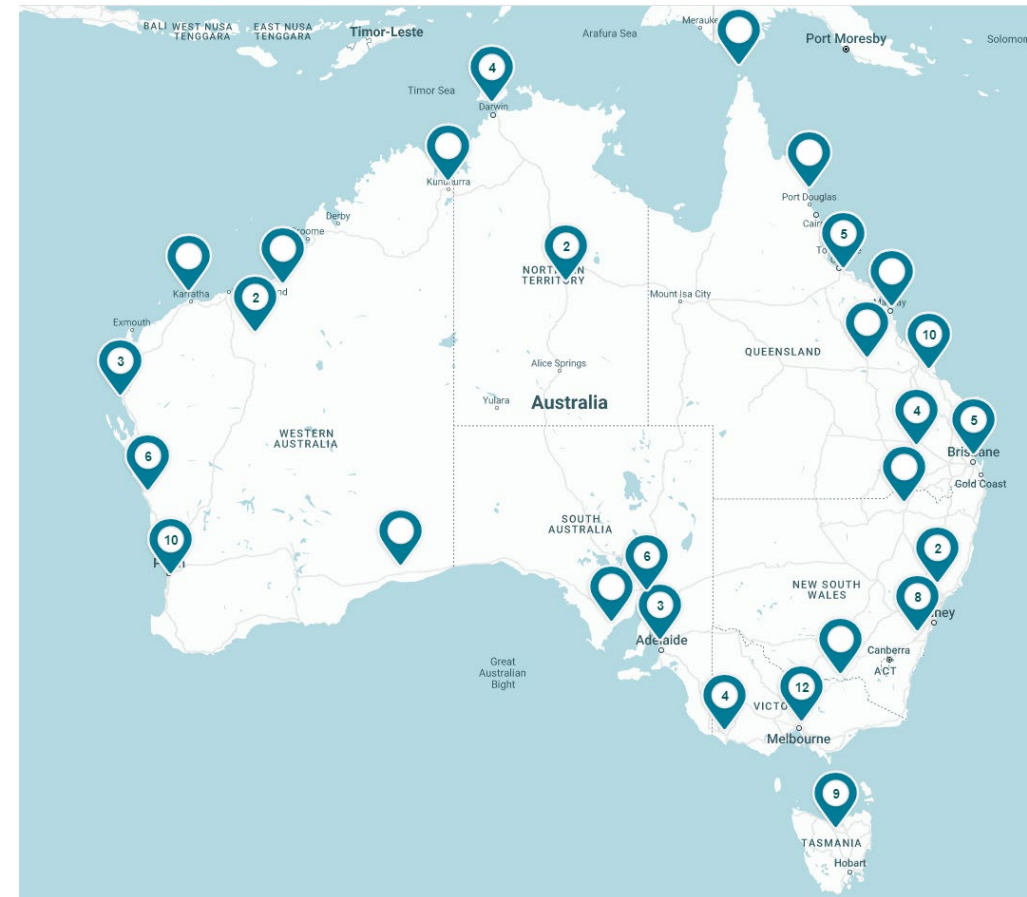 Merauke
BALI
WEST NUSA
TENGGARA
EAST NUSA
TENGGARA
Timor-Leste
Arafura Sea
Port Moresby
Solomon
4
Timor Sea
Darwin
Port Douglas
Derby
5
2
NORTHERN
TERRITORY
Karratha
2
Mount Isa City
Exmouth
10
3
QUEENSLAND
Alice Springs
Yulara
Australia
4
5
WESTERN
AUSTRALIA
6
Brisbane
Gold Coast
SOUTH
AUSTRALIA
10
6
2
NEW SOUTH
WALES
8
3
Adelaide
Canberra
ACT
Great
Australian
Bight
4
12
Melbourne
9
TASMANIA
Hobart